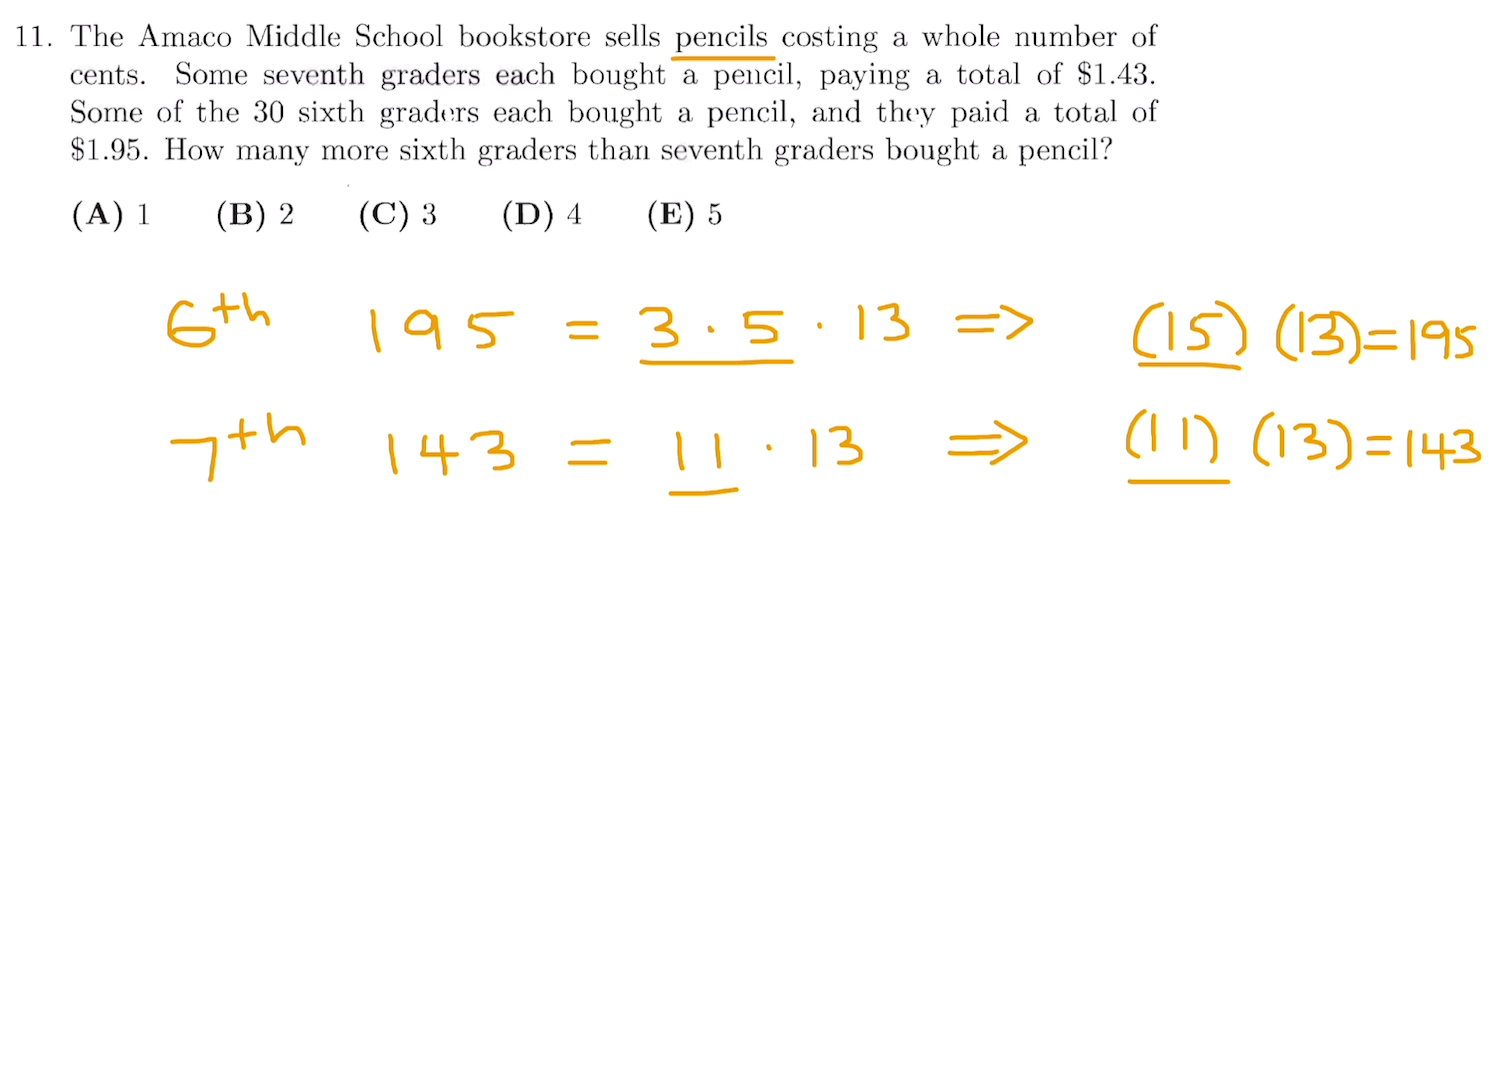 11. The Amaco Middle School bookstore sells pencils costing a whole number of
cents. Some seventh graders each bought a pencil, paying a total of $1.43.
Some of the 30 sixth graders each bought a pencil, and they paid a total of
$1.95. How many more sixth graders than seventh graders bought a pencil?
(A) 1 (B) 2 (C) 3 (D) 4 (E) 5
6th 195 = 3 · 5 · 13 => (15) (13)=195
7th 143 = 11 · 13 => (11) (13)=143